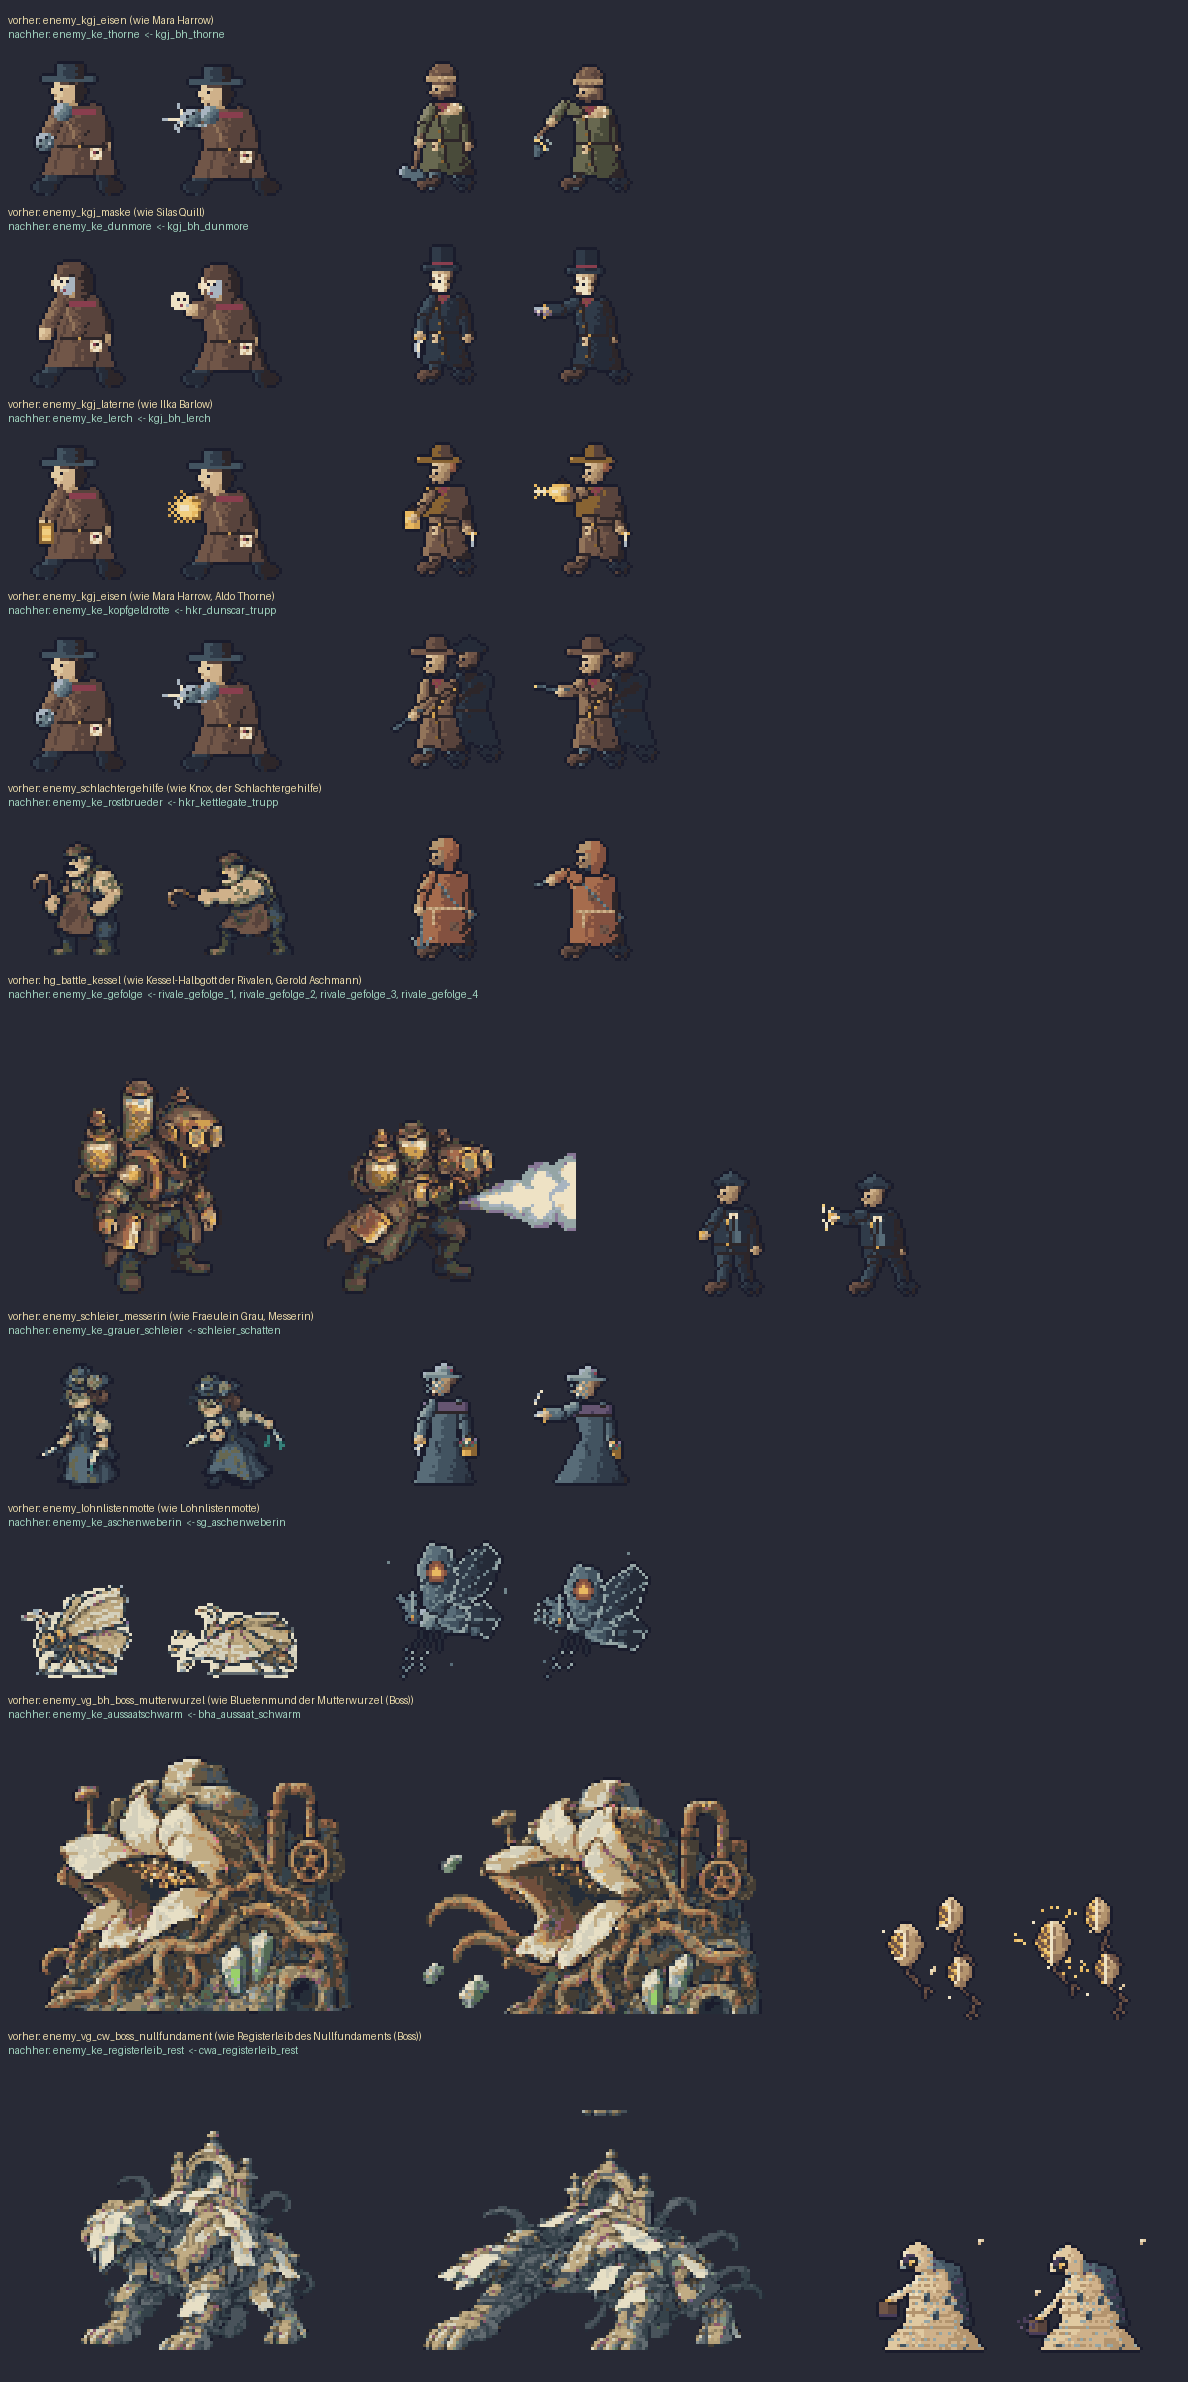 vorher: enemy_kgj_eisen (wie Mara Harrow)
nachher: enemy_ke_thorne <- kgj_bh_thorne
vorher: enemy_kgj_maske (wie Silas Quill)
nachher: enemy_ke_dunmore <- kgj_bh_dunmore
vorher: enemy_kgj_laterne (wie Ilka Barlow)
nachher: enemy_ke_lerch <- kgj_bh_lerch
vorher: enemy_kgj_eisen (wie Mara Harrow, Aldo Thorne)
nachher: enemy_ke_kopfgeldrotte <- hkr_dunscar_trupp
vorher: enemy_schlachtergehilfe (wie Knox, der Schlachtergehilfe)
nachher: enemy_ke_rostbrueder <- hkr_kettlegate_trupp
vorher: hg_battle_kessel (wie Kessel-Halbgott der Rivalen, Gerold Aschmann)
nachher: enemy_ke_gefolge <- rivale_gefolge_1, rivale_gefolge_2, rivale_gefolge_3, rivale_gefolge_4
vorher: enemy_schleier_messerin (wie Fraeulein Grau, Messerin)
nachher: enemy_ke_grauer_schleier <- schleier_schatten
vorher: enemy_lohnlistenmotte (wie Lohnlistenmotte)
nachher: enemy_ke_aschenweberin <- sg_aschenweberin
vorher: enemy_vg_bh_boss_mutterwurzel (wie Bluetenmund der Mutterwurzel (Boss))
nachher: enemy_ke_aussaatschwarm <- bha_aussaat_schwarm
vorher: enemy_vg_cw_boss_nullfundament (wie Registerleib des Nullfundaments (Boss))
nachher: enemy_ke_registerleib_rest <- cwa_registerleib_rest